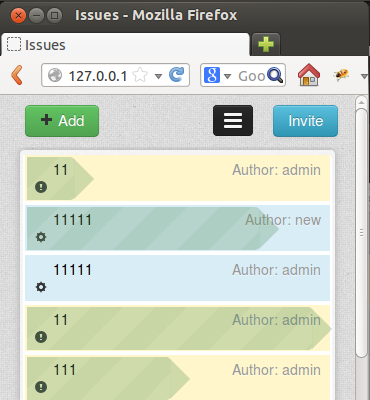 Issues - Mozilla Firefox
Issues
127.0.0.1 Goo
Add Invite
11 Author: admin
11111 Author: new
11111 Author: admin
11 Author: admin
111 Author: admin